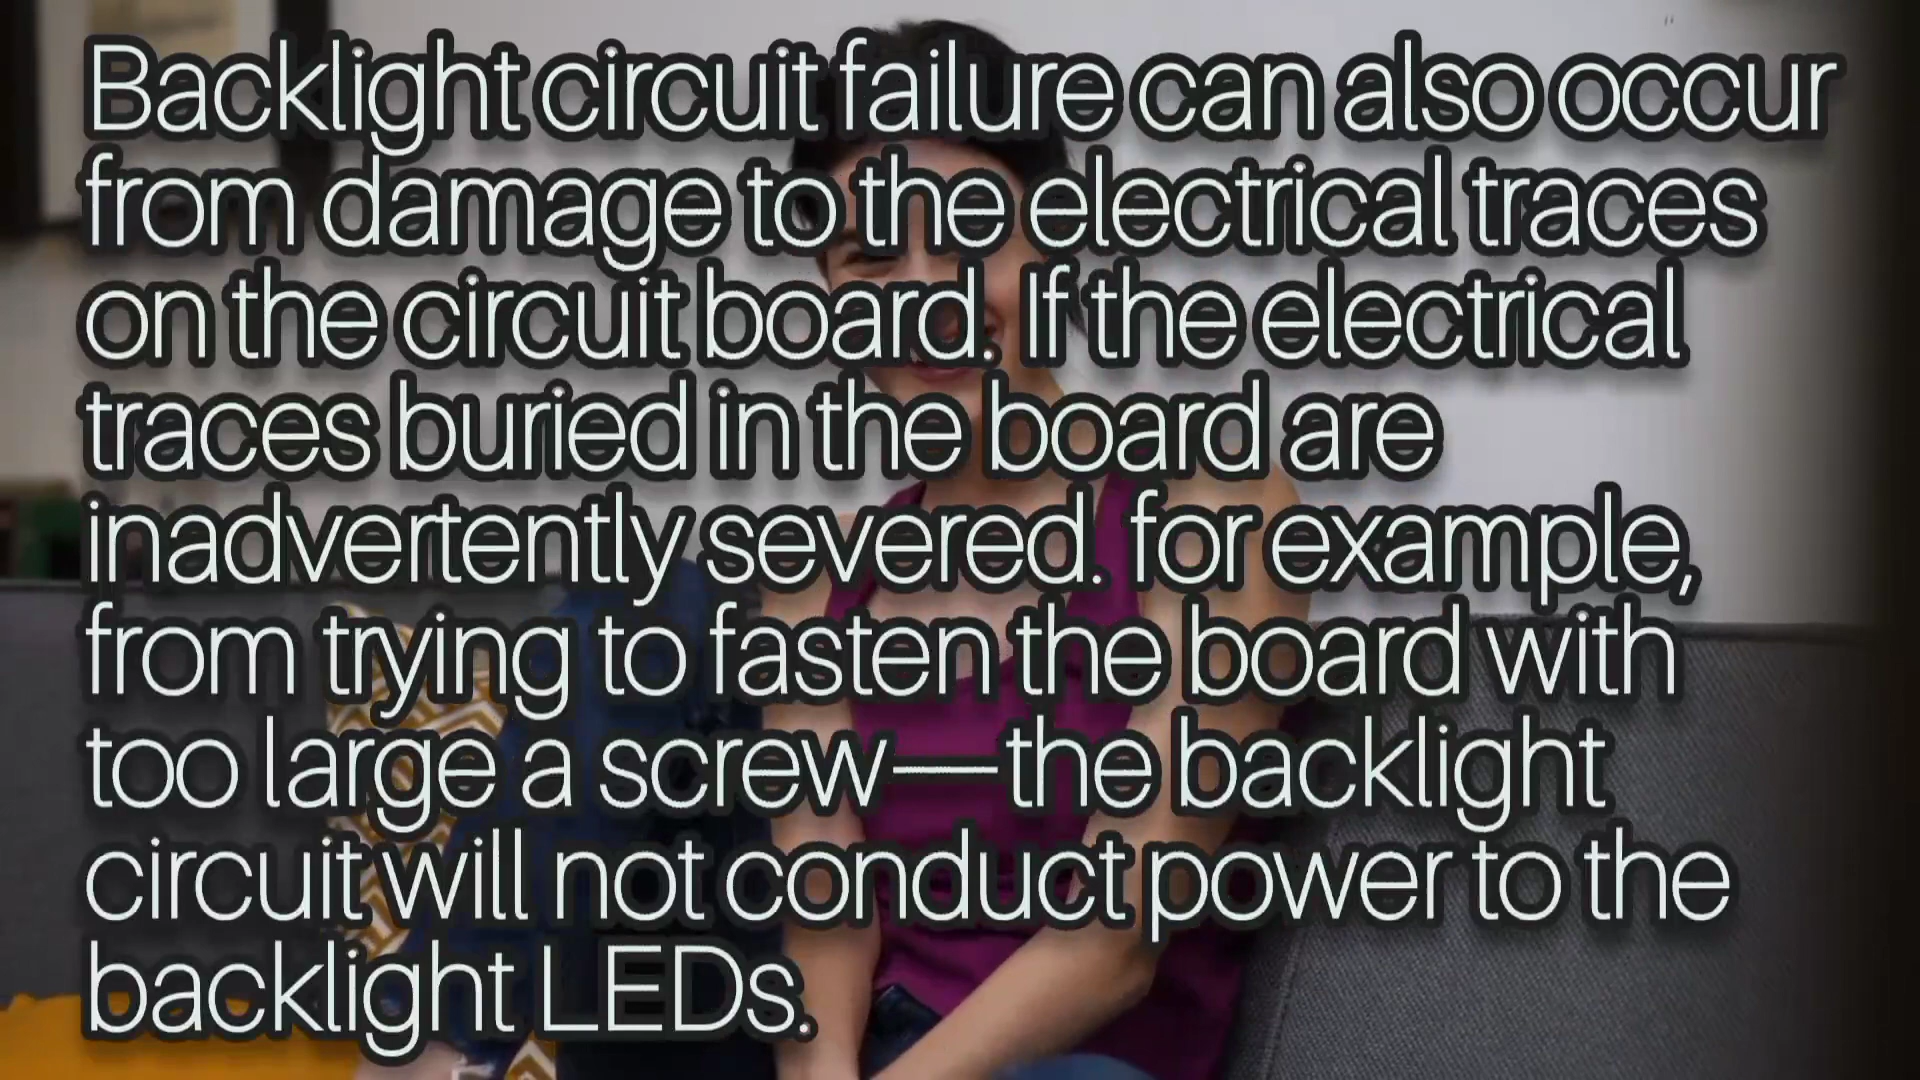 Backlight circuit failure can also occur
from damage to the electrical traces
on the circuit board. If the electrical
traces buried in the board are
inadvertently severed. for example,
from trying to fasten the board with
too large a screw—the backlight
circuit will not conduct power to the
backlight LEDs.